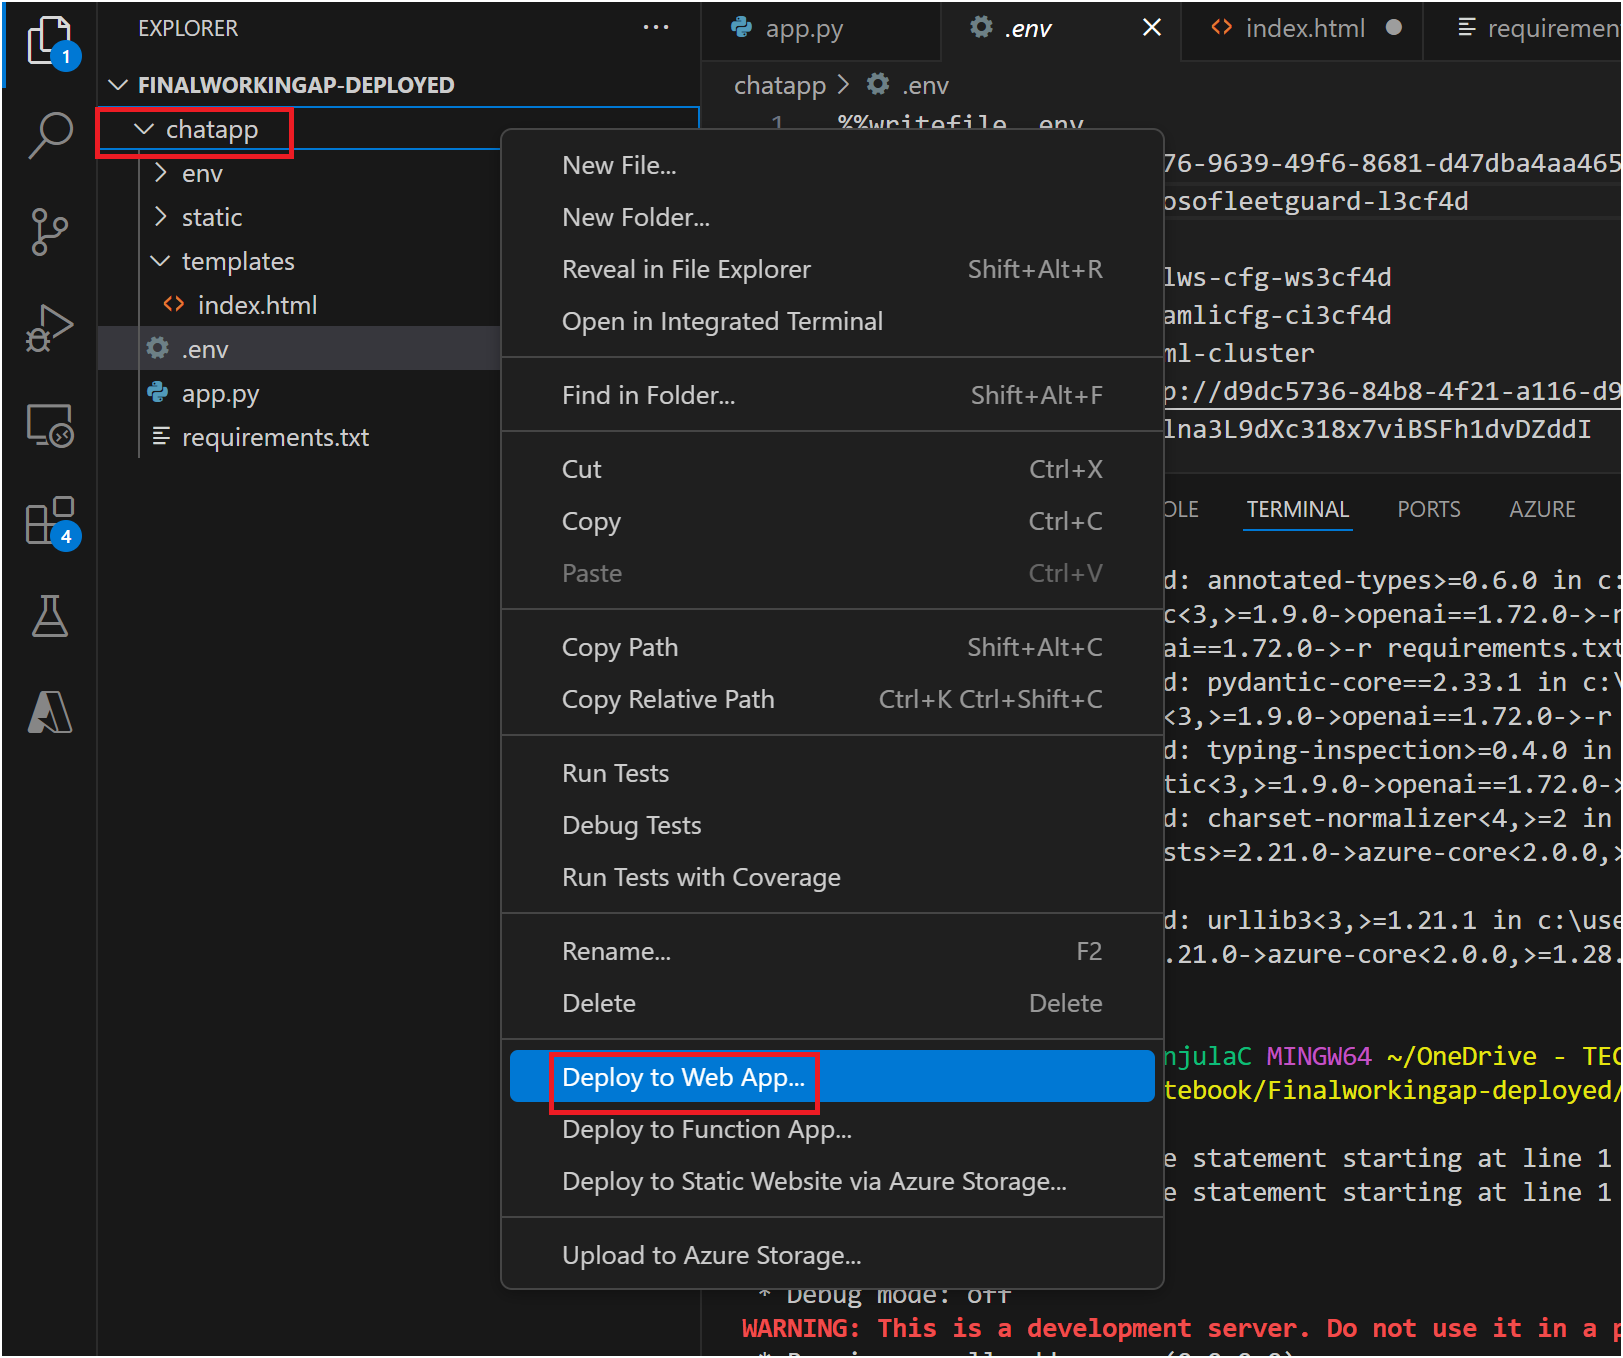 EXPLORER
FINALWORKINGAP-DEPLOYED
chatapp
env
static
templates
index.html
.env
app.py
requirements.txt
1
4
app.py
.env
index.html
chatapp > .env
1 %%writefile .env
76-9639-49f6-8681-d47dba4aa465
osofleetguard-l3cf4d
lws-cfg-ws3cf4d
amlicfg-ci3cf4d
ml-cluster
p://d9dc5736-84b8-4f21-a116-d9
lna3L9dXc318x7viBSFh1dvDZddI
New File...
New Folder...
Reveal in File Explorer Shift+Alt+R
Open in Integrated Terminal
Find in Folder... Shift+Alt+F
Cut Ctrl+X
Copy Ctrl+C
Paste Ctrl+V
Copy Path Shift+Alt+C
Copy Relative Path Ctrl+K Ctrl+Shift+C
Run Tests
Debug Tests
Run Tests with Coverage
Rename... F2
Delete Delete
Deploy to Web App...
Deploy to Function App...
Deploy to Static Website via Azure Storage...
Upload to Azure Storage...
OLE TERMINAL PORTS AZURE
d: annotated-types>=0.6.0 in c:
c<3,>=1.9.0->openai==1.72.0->-r
ai==1.72.0->-r requirements.txt
d: pydantic-core==2.33.1 in c:\
<3,>=1.9.0->openai==1.72.0->-r
d: typing-inspection>=0.4.0 in
tic<3,>=1.9.0->openai==1.72.0->
d: charset-normalizer<4,>=2 in
sts>=2.21.0->azure-core<2.0.0,>
d: urllib3<3,>=1.21.1 in c:\use
.21.0->azure-core<2.0.0,>=1.28.
njulaC MINGW64 ~/OneDrive - TEC
tebook/Finalworkingap-deployed/
e statement starting at line 1
e statement starting at line 1
* Debug mode: off
WARNING: This is a development server. Do not use it in a p